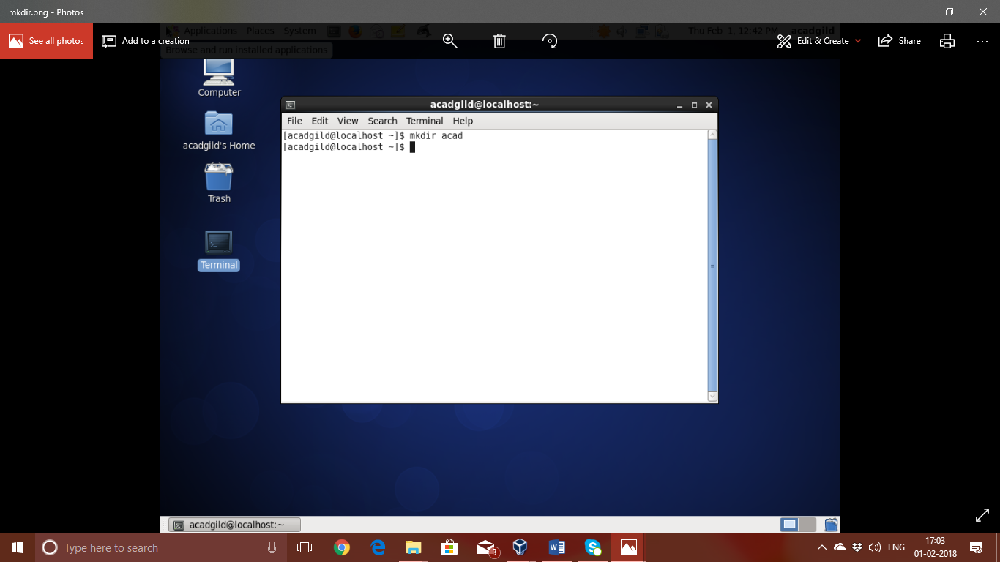 mkdir.png - Photos
See all photos
Add to a creation
Edit & Create
Share
Applications Places System
Thu Feb 1, 12:42 PM acadgild
Browse and run installed applications
Computer
acadgild's Home
Trash
Terminal
acadgild@localhost:~
File Edit View Search Terminal Help
[acadgild@localhost ~]$ mkdir acad
[acadgild@localhost ~]$
acadgild@localhost:~
Type here to search
3
ENG
17:03
01-02-2018